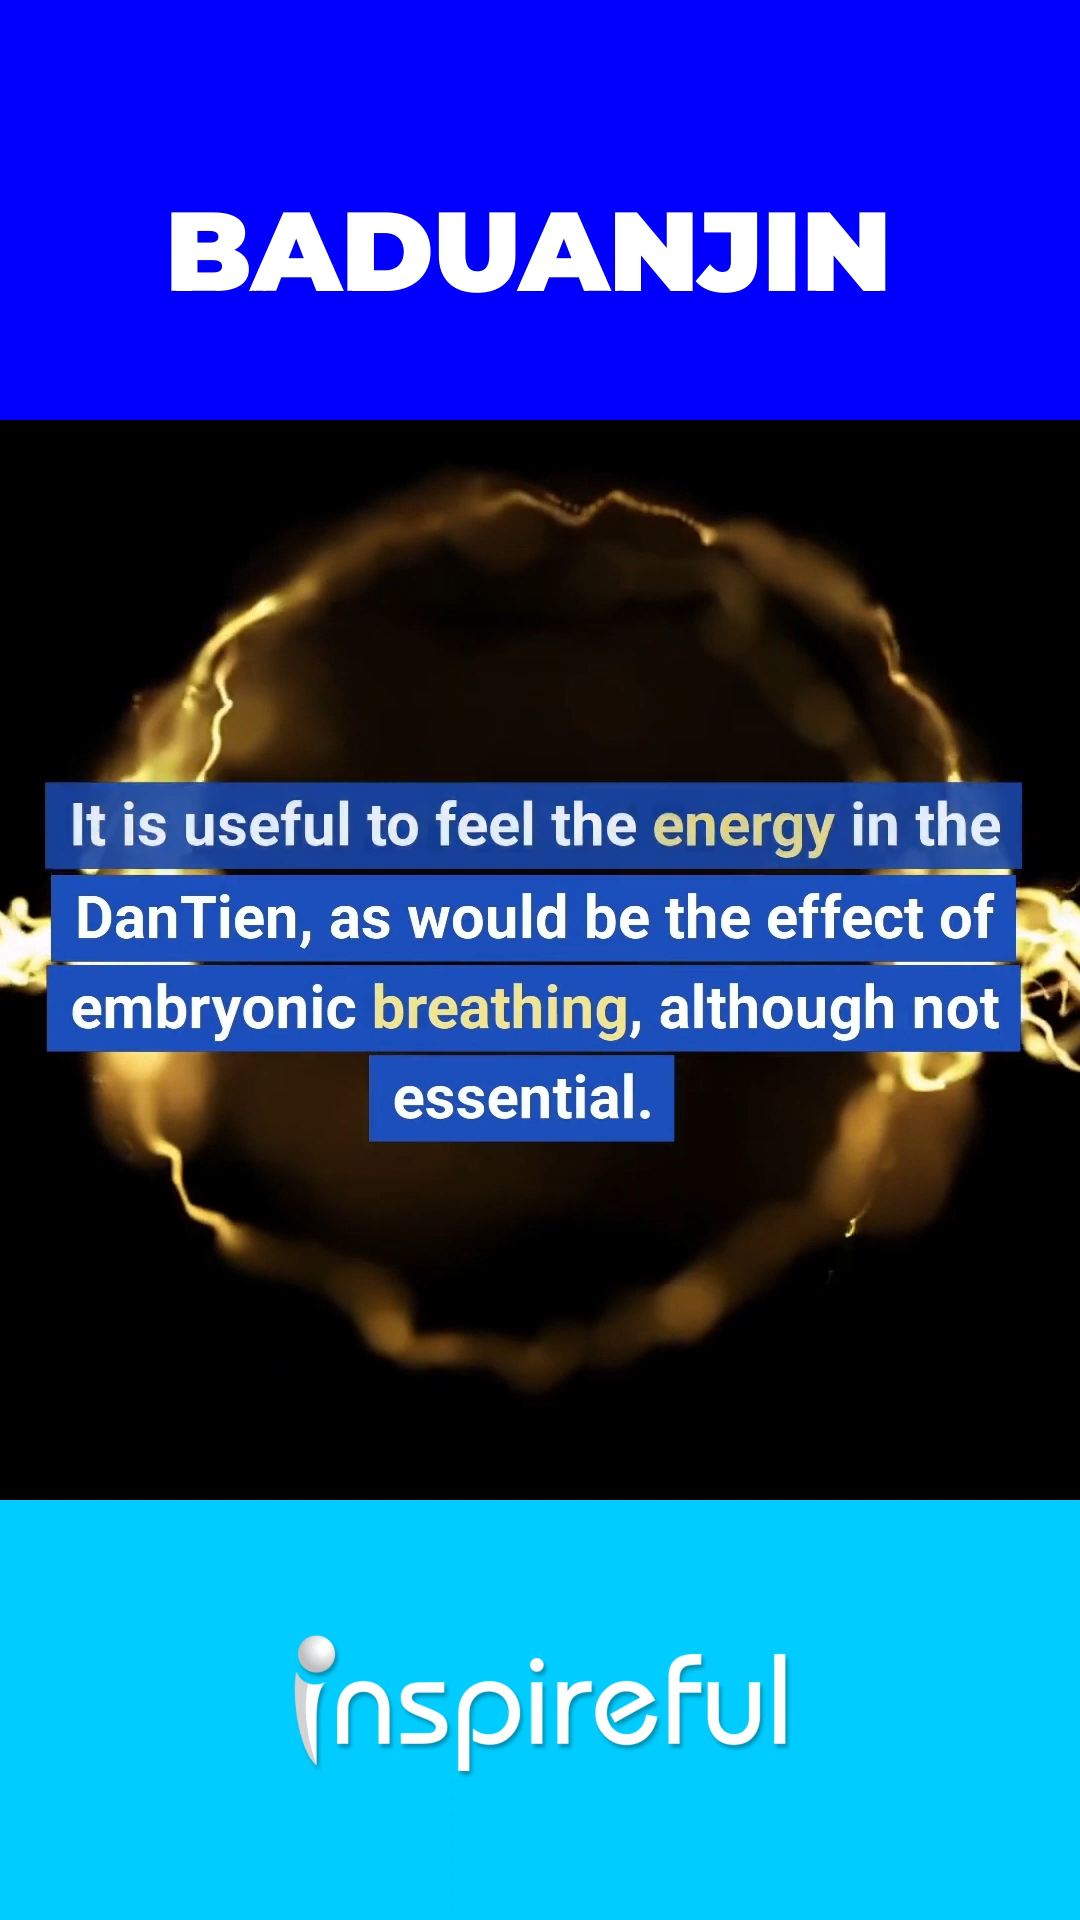 BADUANJIN
It is useful to feel the energy in the
DanTien, as would be the effect of
embryonic breathing, although not
essential.
inspireful